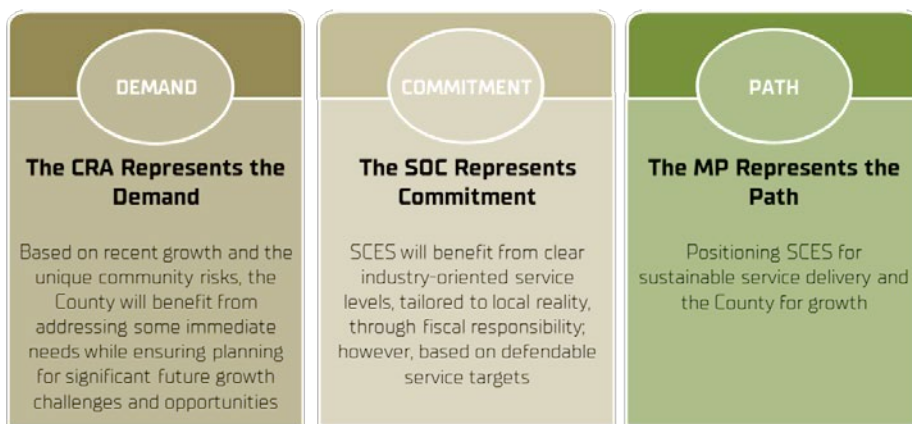 DEMAND
The CRA Represents the
Demand
Based on recent growth and the
unique community risks, the
County will benefit from
addressing some immediate
needs while ensuring planning
for significant future growth
challenges and opportunities
COMMITMENT
The SOC Represents
Commitment
SCES will benefit from clear
industry-oriented service
levels, tailored to local reality,
through fiscal responsibility;
however, based on defendable
service targets
PATH
The MP Represents the
Path
Positioning SCES for
sustainable service delivery and
the County for growth